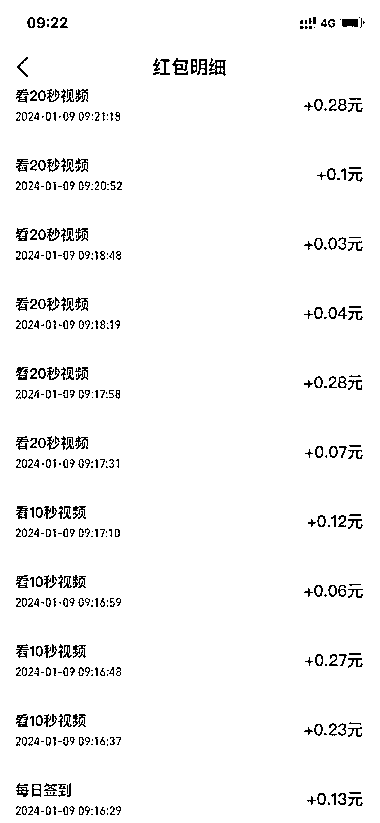 09:22
4G
红包明细
看20秒视频
+0.28元
2024-01-09 09:21:18
看20秒视频
+0.1元
2024-01-09 09:20:52
看20秒视频
+0.03元
2024-01-09 09:18:48
看20秒视频
+0.04元
2024-01-09 09:18:19
看20秒视频
+0.28元
2024-01-09 09:17:58
看20秒视频
+0.07元
2024-01-09 09:17:31
看10秒视频
+0.12元
2024-01-09 09:17:10
看10秒视频
+0.06元
2024-01-09 09:16:59
看10秒视频
+0.27元
2024-01-09 09:16:48
看10秒视频
+0.23元
2024-01-09 09:16:37
每日签到
+0.13元
2024-01-09 09:16:29